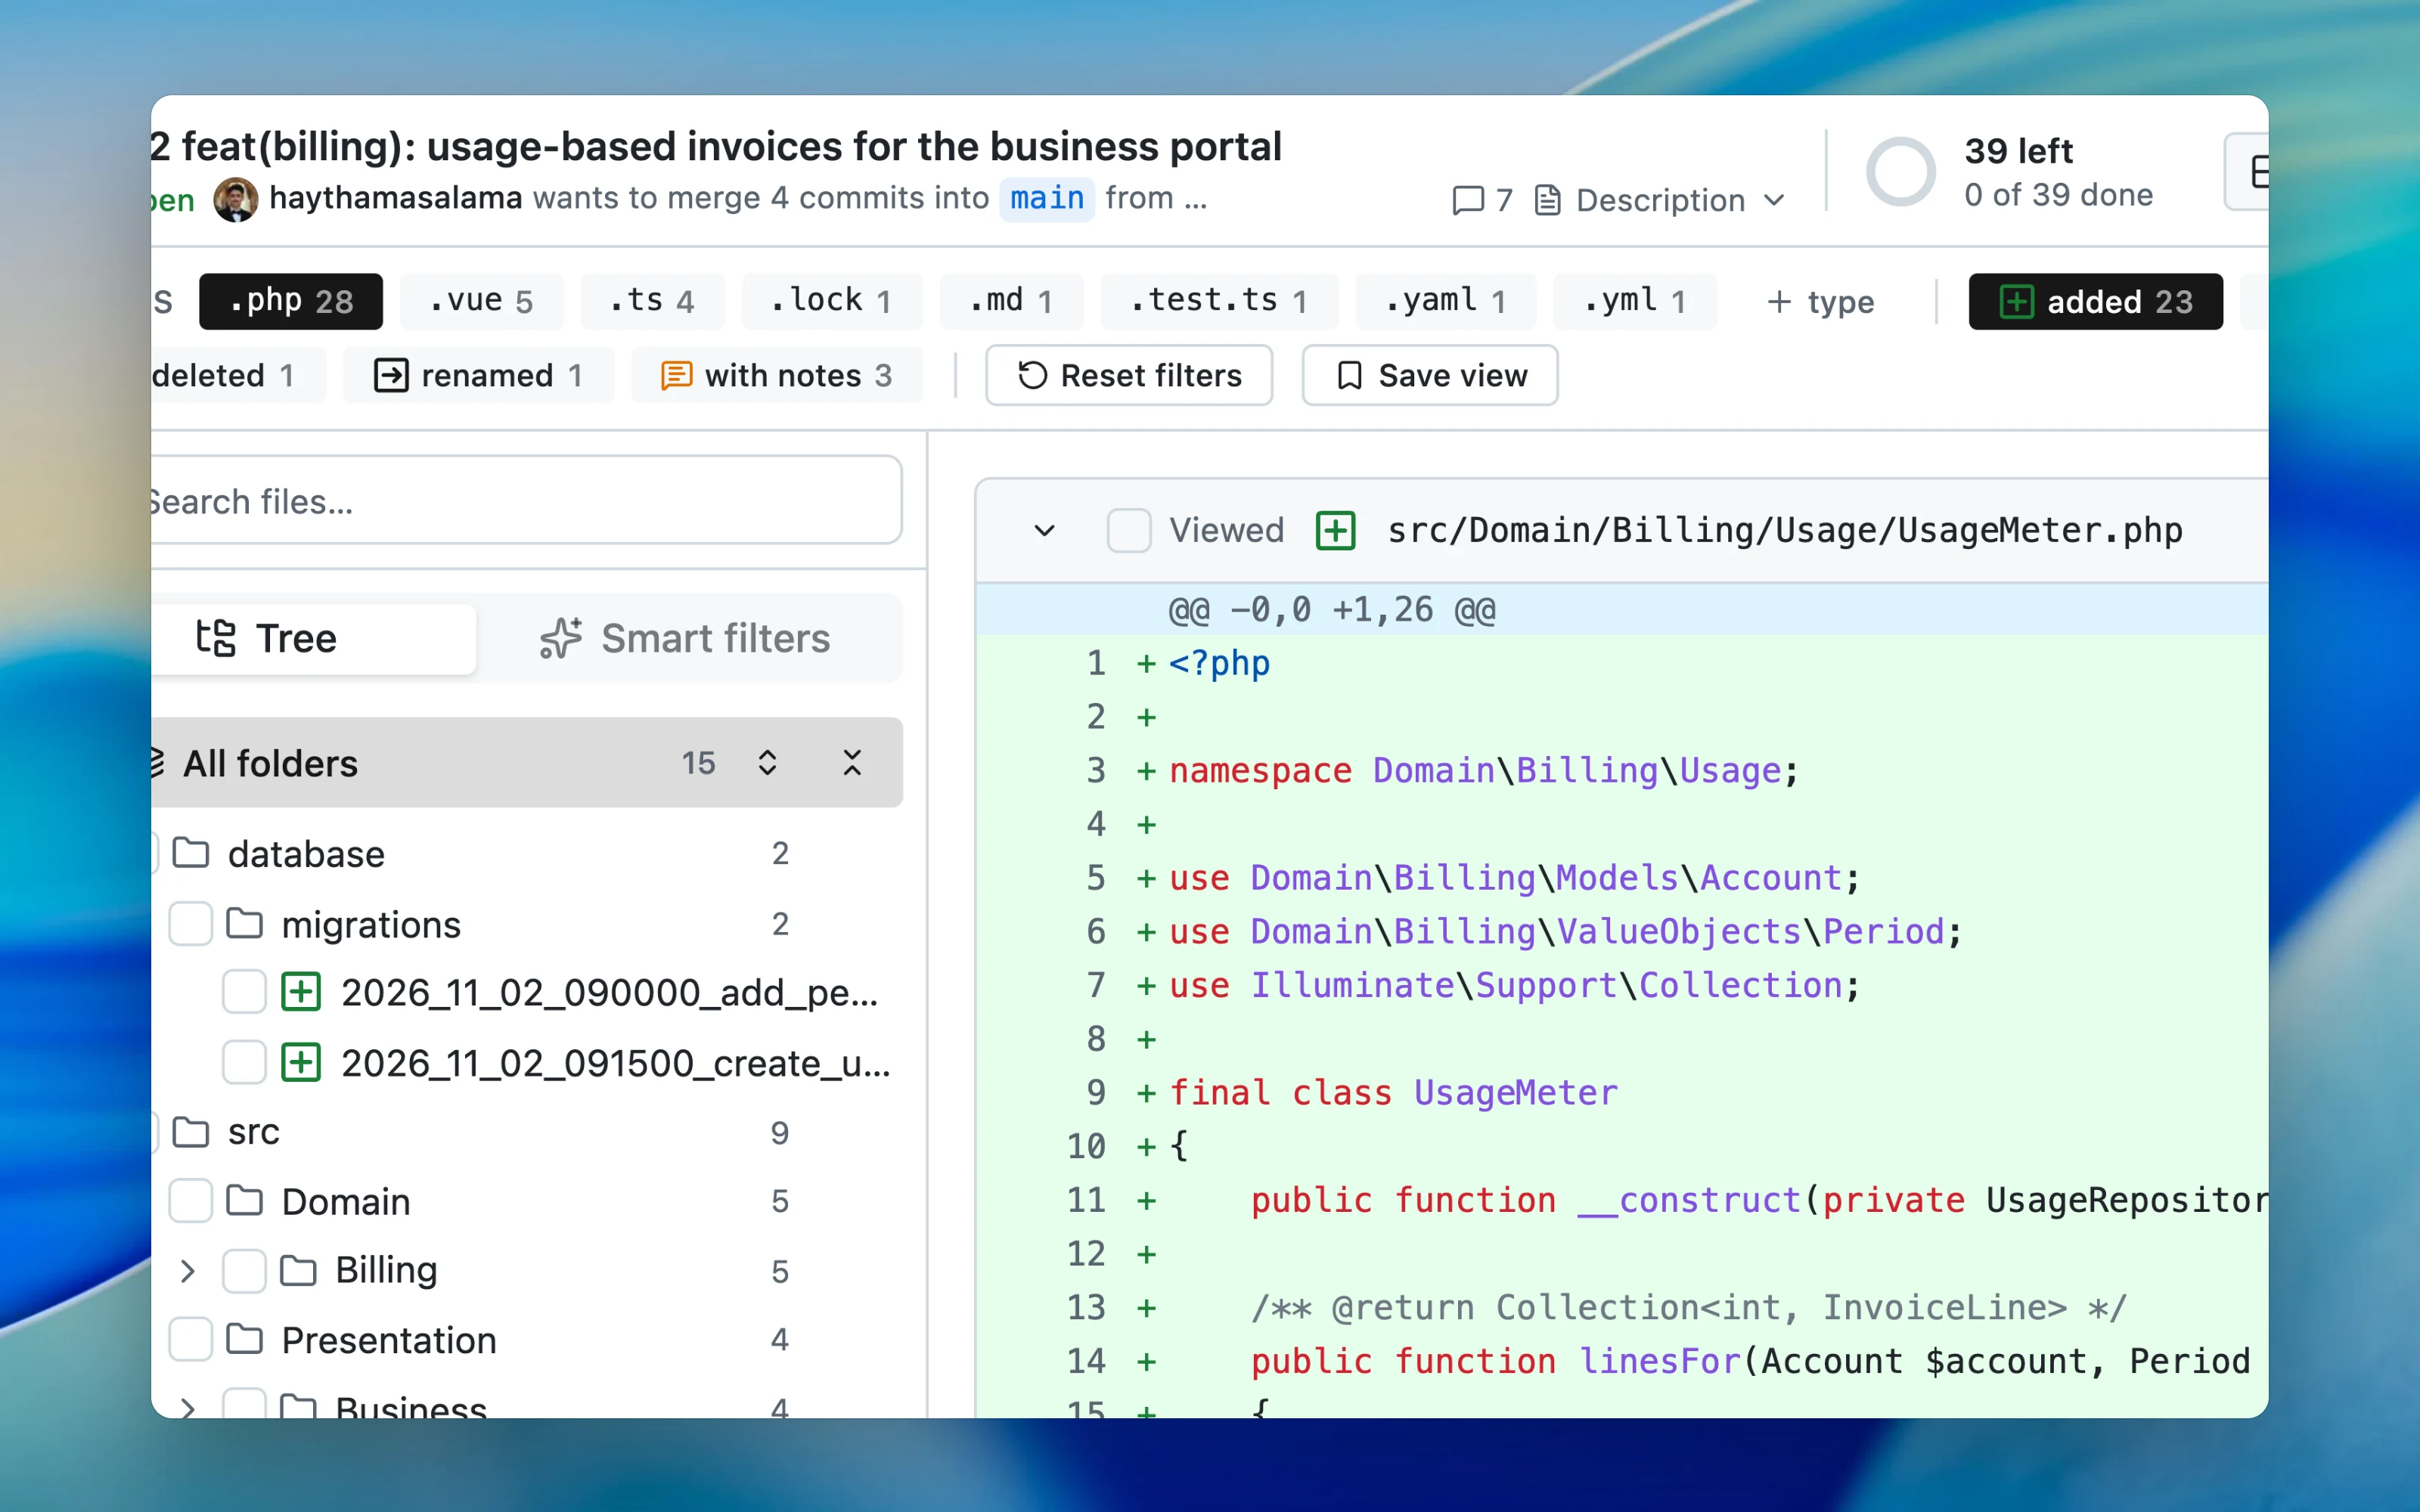 2 feat(billing): usage-based invoices for the business portal
haythamasalama wants to merge 4 commits into main from ...
7 Description
39 left
0 of 39 done
.php 28 .vue 5 .ts 4 .lock 1 .md 1 .test.ts 1 .yaml 1 .yml 1 + type added 23
deleted 1 renamed 1 with notes 3 Reset filters Save view
Search files...
Tree Smart filters
All folders 15
database 2
migrations 2
2026_11_02_090000_add_pe...
2026_11_02_091500_create_u...
src 9
Domain 5
Billing 5
Presentation 4
Business 4
Viewed src/Domain/Billing/Usage/UsageMeter.php
@@ -0,0 +1,26 @@
1 + <?php
2 +
3 + namespace Domain\Billing\Usage;
4 +
5 + use Domain\Billing\Models\Account;
6 + use Domain\Billing\ValueObjects\Period;
7 + use Illuminate\Support\Collection;
8 +
9 + final class UsageMeter
10 + {
11 + public function __construct(private UsageRepositor
12 +
13 + /** @return Collection<int, InvoiceLine> */
14 + public function linesFor(Account $account, Period
15 + {